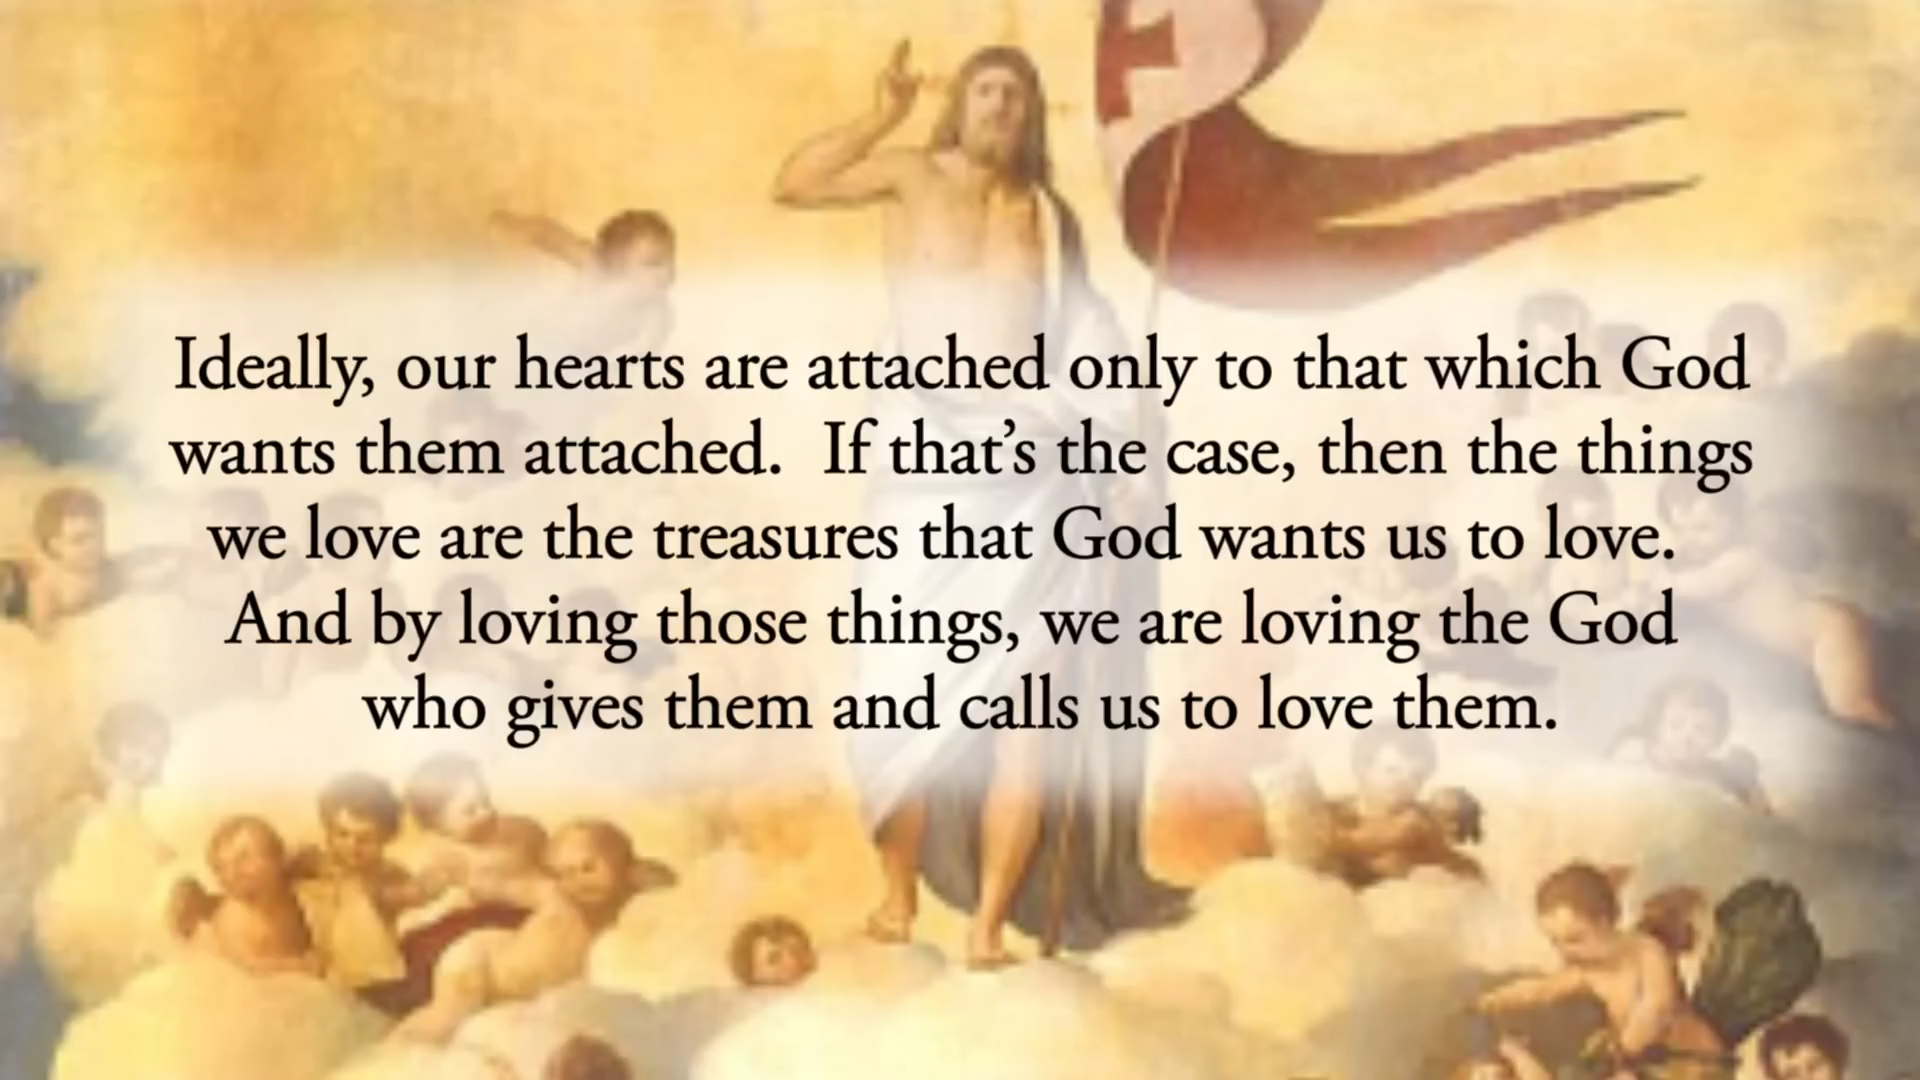 Ideally, our hearts are attached only to that which God
wants them attached.  If that’s the case, then the things
we love are the treasures that God wants us to love.
And by loving those things, we are loving the God
who gives them and calls us to love them.